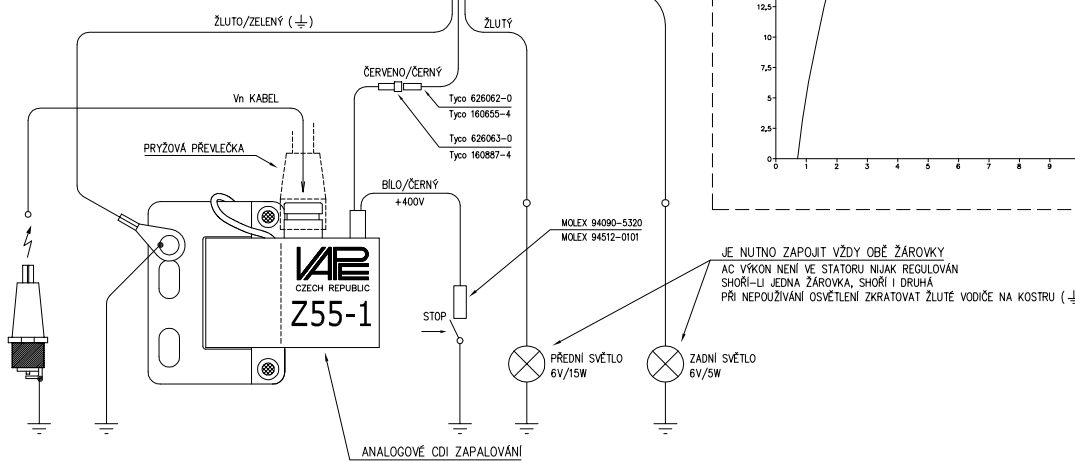 ŽLUTO/ZELENÝ (⏚)
ŽLUTÝ
ČERVENO/ČERNÝ
Vn KABEL
Tyco 626062-0
Tyco 160655-4
Tyco 626063-0
Tyco 160887-4
PRYŽOVÁ PŘEVLEČKA
BÍLO/ČERNÝ
+400V
MOLEX 94090-5320
MOLEX 94512-0101
VAPE
CZECH REPUBLIC
Z55-1
STOP
PŘEDNÍ SVĚTLO
6V/15W
ZADNÍ SVĚTLO
6V/5W
ANALOGOVÉ CDI ZAPALOVÁNÍ
JE NUTNO ZAPOJIT VŽDY OBĚ ŽÁROVKY
AC VÝKON NENÍ VE STATORU NIJAK REGULOVÁN
SHOŘÍ-LI JEDNA ŽÁROVKA, SHOŘÍ I DRUHÁ
PŘI NEPOUŽÍVÁNÍ OSVĚTLENÍ ZKRATOVAT ŽLUTÉ VODIČE NA KOSTRU (⏚
12,5
10
7,5
5
2,5
0
0 1 2 3 4 5 6 7 8 9